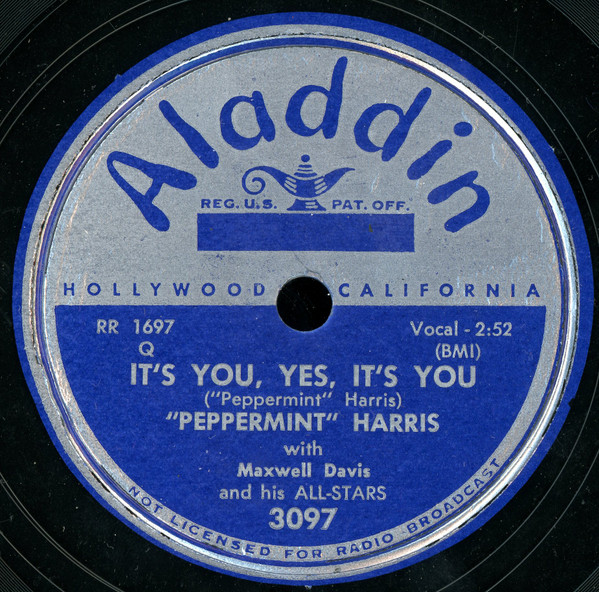 Aladdin
REG. U.S. PAT. OFF.
HOLLYWOOD CALIFORNIA
RR 1697 Vocal - 2:52
Q (BMI)
IT'S YOU, YES, IT'S YOU
("Peppermint" Harris)
"PEPPERMINT" HARRIS
with
Maxwell Davis
and his ALL-STARS
3097
NOT LICENSED FOR RADIO BROADCAST